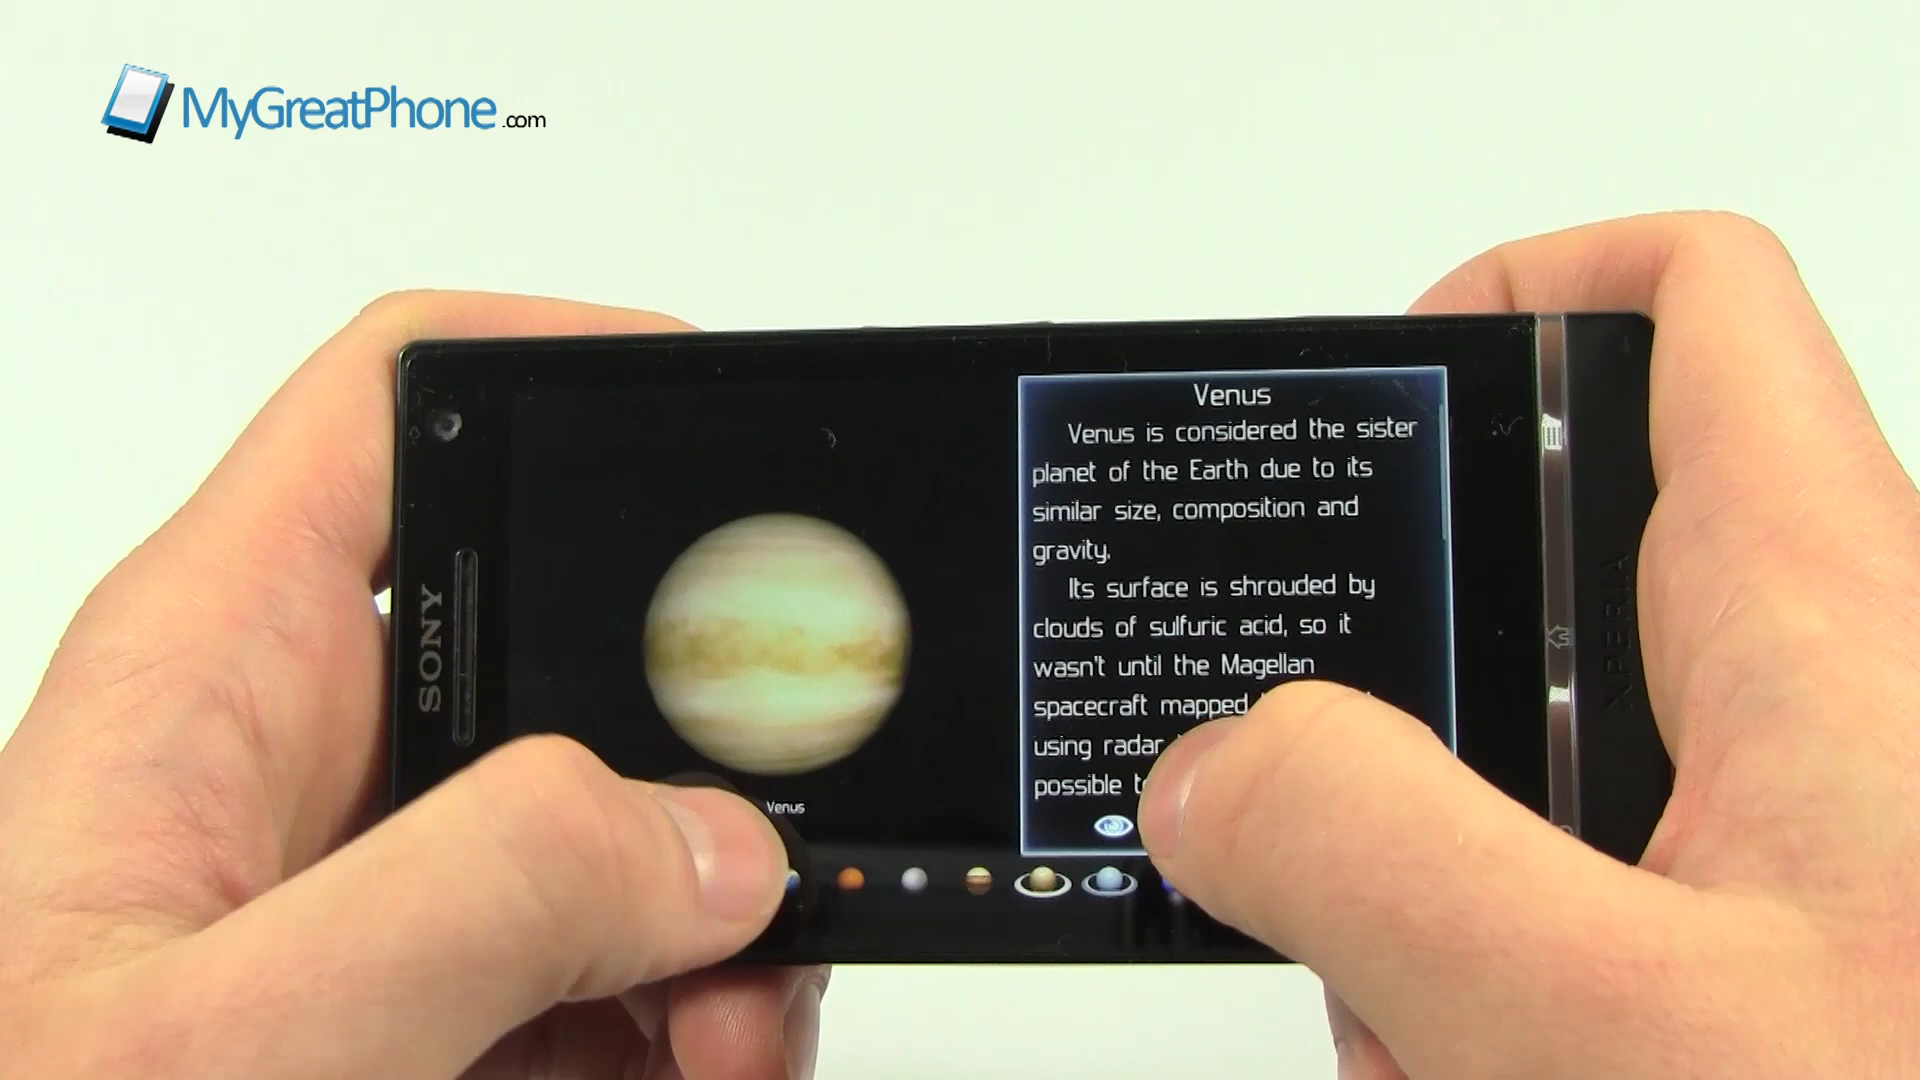 MyGreatPhone.com
Venus
Venus is considered the sister
planet of the Earth due to its
similar size, composition and
gravity.
Its surface is shrouded by
clouds of sulfuric acid, so it
wasn't until the Magellan
spacecraft mapped
using radar
possible
Venus
SONY
XPERIA